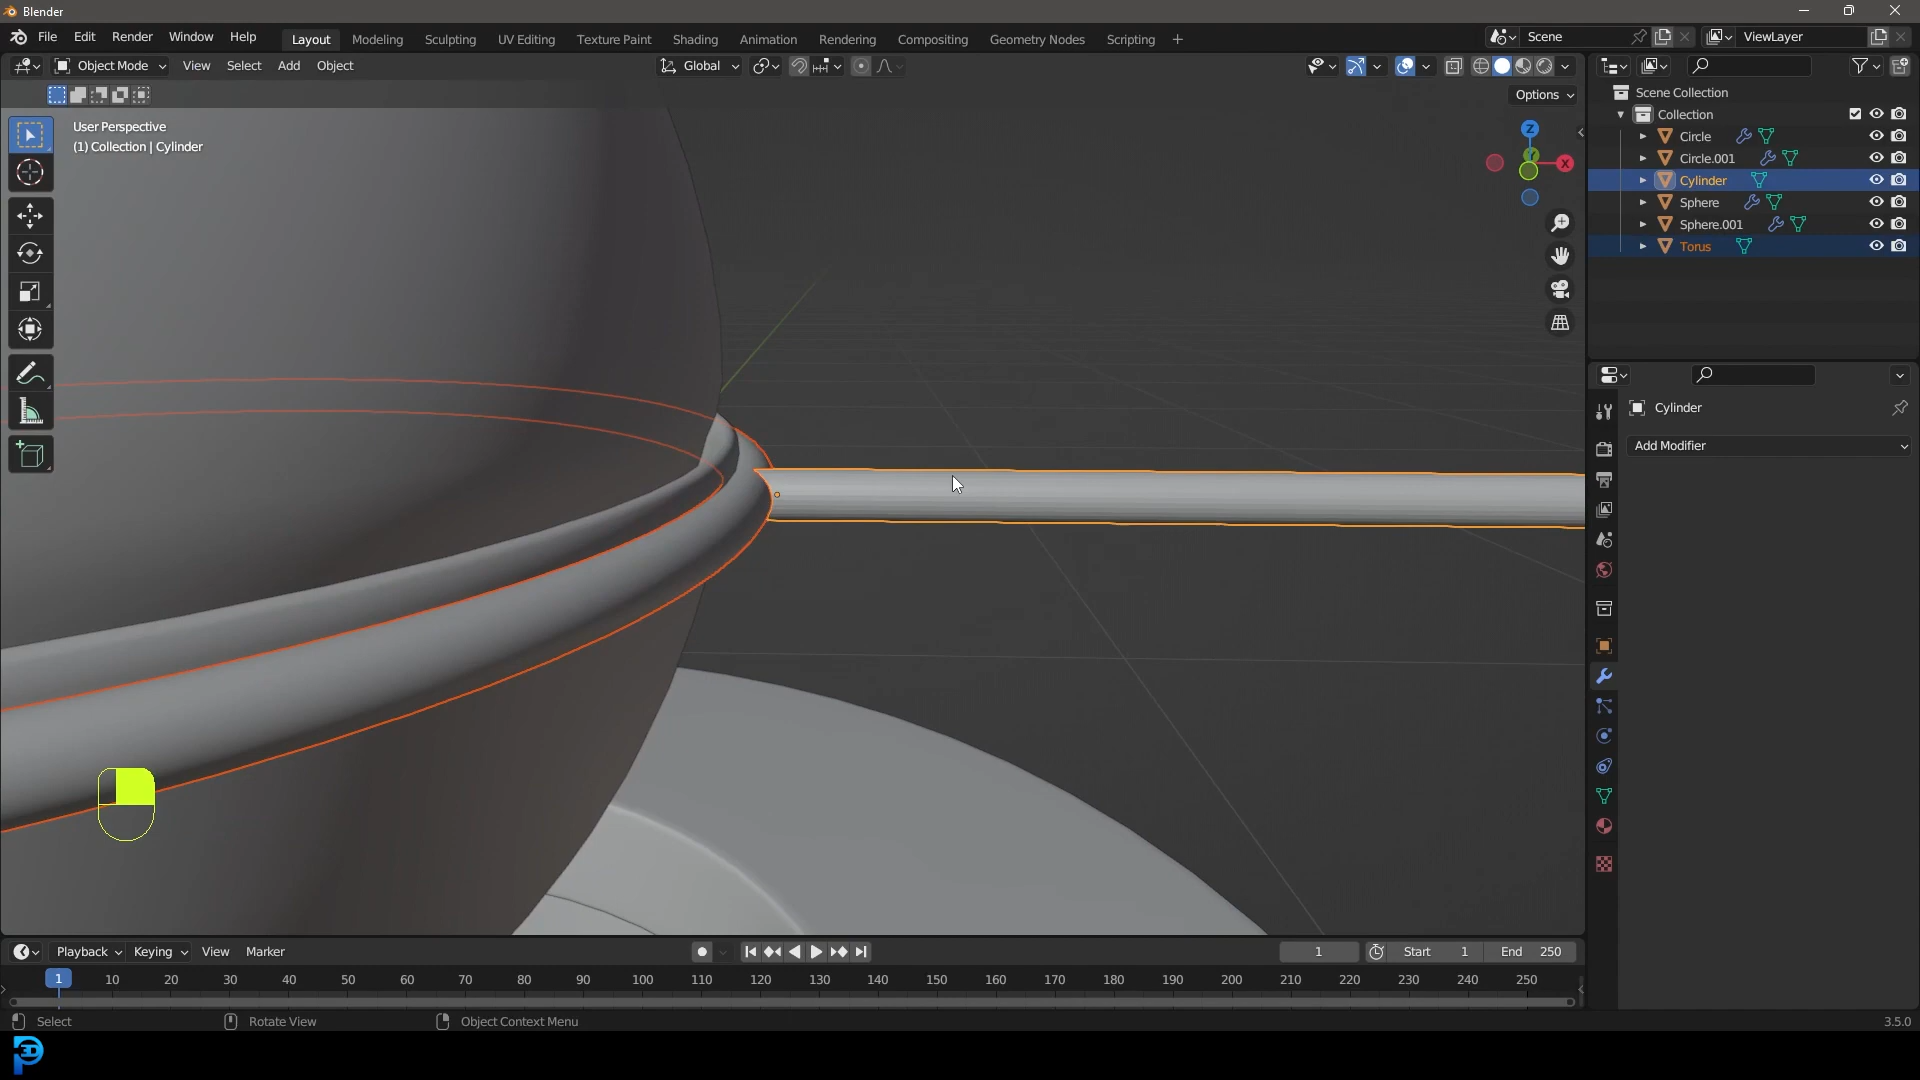 Blender
File Edit Render Window Help Layout Modeling Sculpting UV Editing Texture Paint Shading Animation Rendering Compositing Geometry Nodes Scripting + Scene ViewLayer
Object Mode View Select Add Object Global
Options
User Perspective
(1) Collection | Cylinder
Z
Y
X
Scene Collection
Collection
Circle
Circle.001
Cylinder
Sphere
Sphere.001
Torus
Cylinder
Add Modifier
Playback Keying View Marker 1 Start 1 End 250
1 10 20 30 40 50 60 70 80 90 100 110 120 130 140 150 160 170 180 190 200 210 220 230 240 250
Select Rotate View Object Context Menu 3.5.0
3D